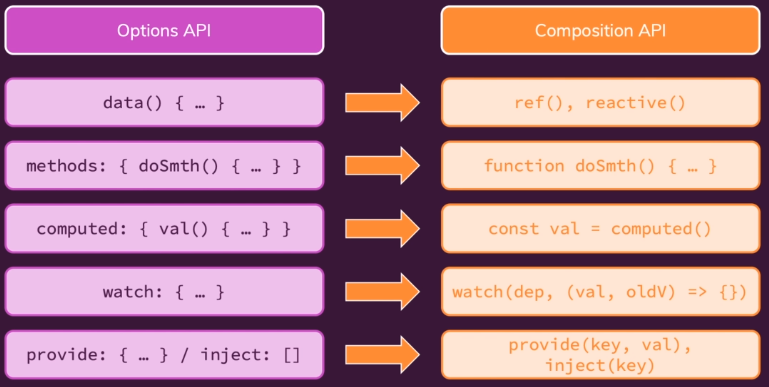 Options API
Composition API
data() { … }
ref(), reactive()
methods: { doSmth() { … } }
function doSmth() { … }
computed: { val() { … } }
const val = computed()
watch: { … }
watch(dep, (val, oldV) => {})
provide: { … } / inject: []
provide(key, val),
inject(key)